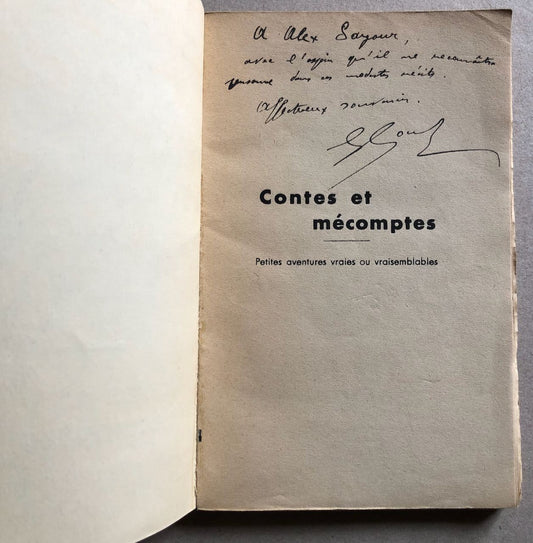 A Alex Sayour,
avec l'espoir qu'il ne reconnaîtra
personne dans ces modestes récits.
Affectueux souvenir.
Contes et
mécomptes
Petites aventures vraies ou vraisemblables